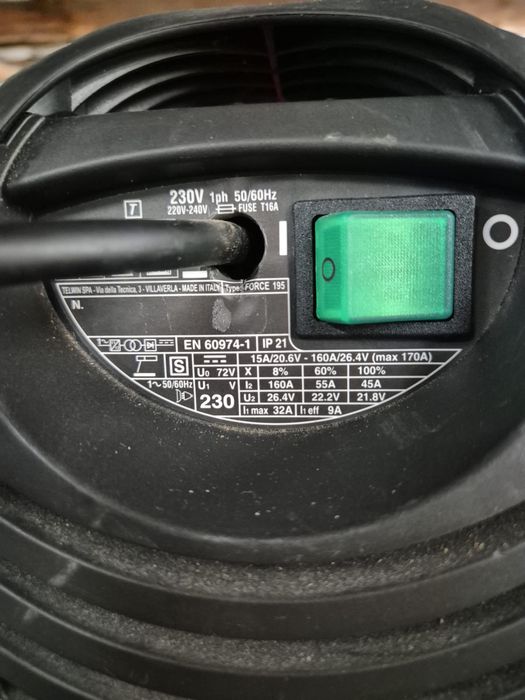 230V 1ph 50/60Hz
T 220V-240V FUSE T16A
I O
O
TELWIN SPA - Via della Tecnica, 3 - VILLAVERLA - MADE IN ITALY Type: FORCE 195
N.
EN 60974-1 IP 21
15A/20.6V - 160A/26.4V (max 170A)
S U0 72V X 8% 60% 100%
1~50/60Hz U1 V I2 160A 55A 45A
230 U2 26.4V 22.2V 21.8V
I1 max 32A I1 eff 9A